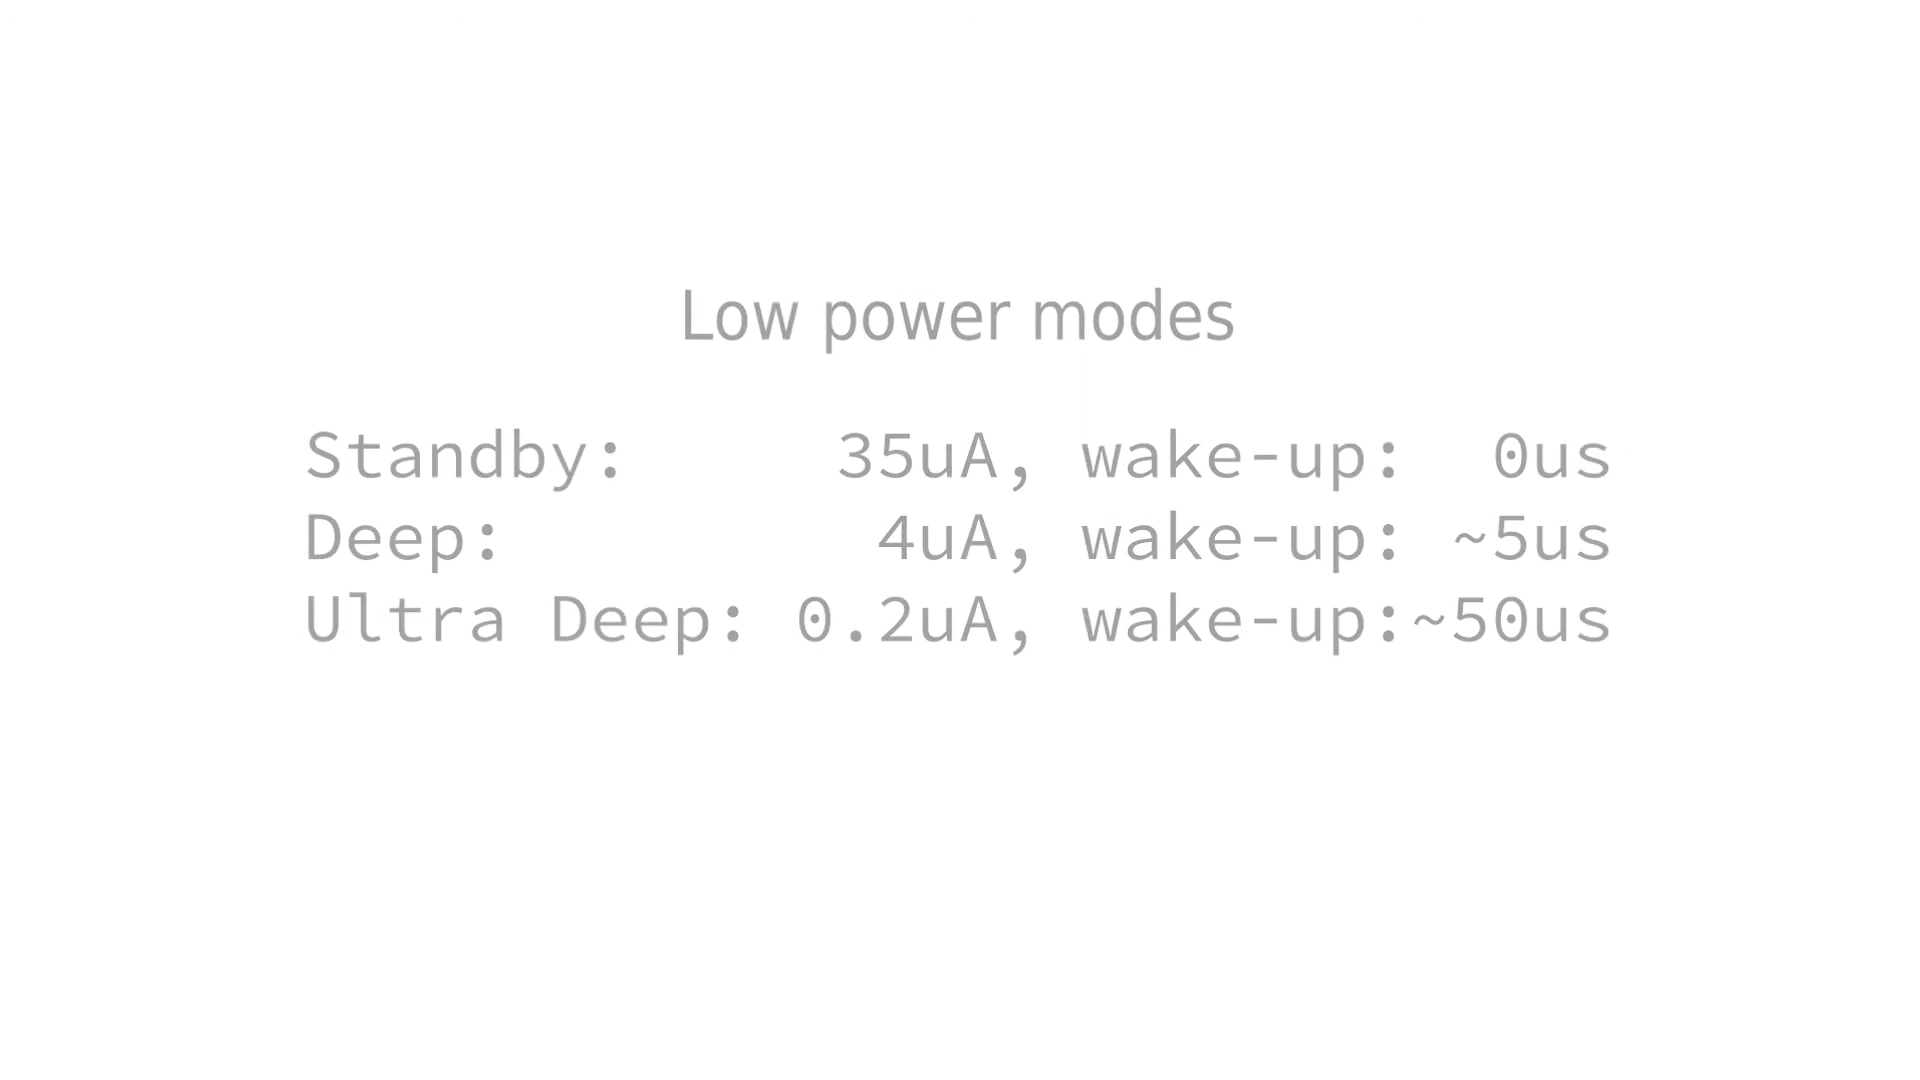 Low power modes
Standby:     35uA, wake-up:  0us
Deep:         4uA, wake-up: ~5us
Ultra Deep: 0.2uA, wake-up:~50us